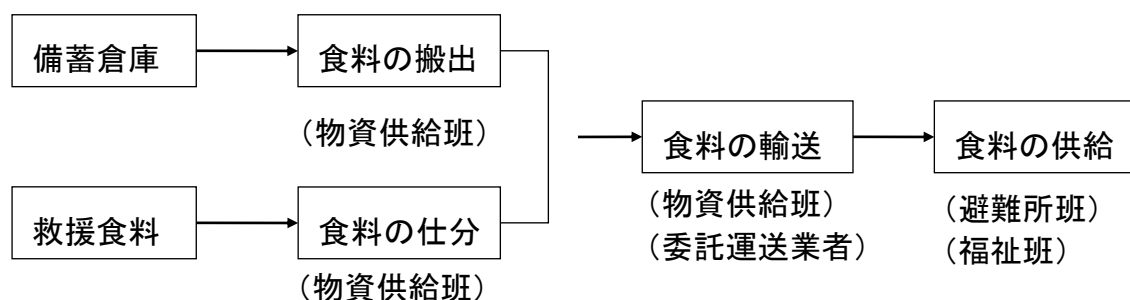 備蓄倉庫
食料の搬出
（物資供給班）
救援食料
食料の仕分
（物資供給班）
食料の輸送
（物資供給班）
（委託運送業者）
食料の供給
（避難所班）
（福祉班）